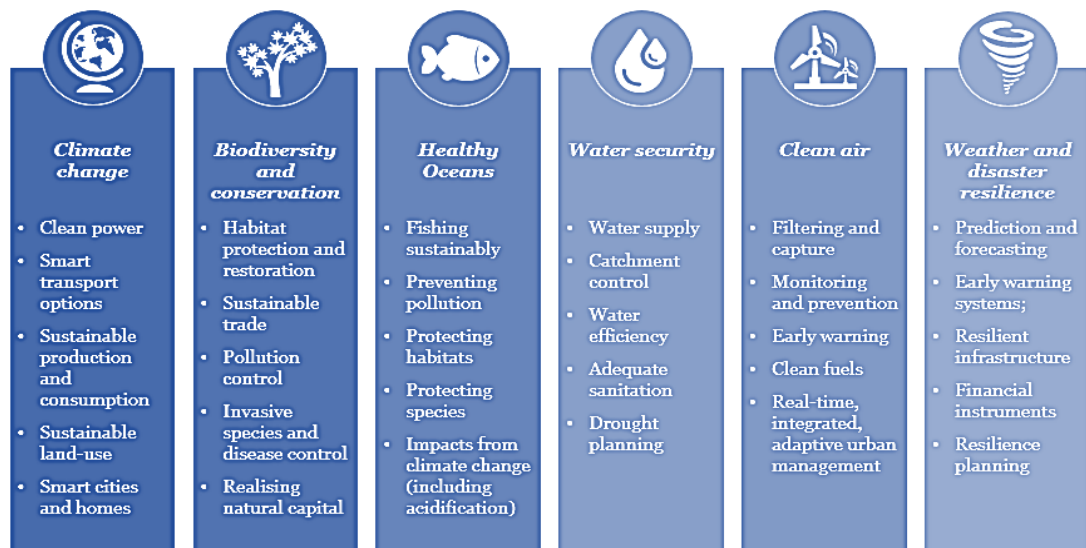 Climate
change
• Clean power
• Smart
transport
options
• Sustainable
production
and
consumption
• Sustainable
land-use
• Smart cities
and homes
Biodiversity
and
conservation
• Habitat
protection and
restoration
• Sustainable
trade
• Pollution
control
• Invasive
species and
disease control
• Realising
natural capital
Healthy
Oceans
• Fishing
sustainably
• Preventing
pollution
• Protecting
habitats
• Protecting
species
• Impacts from
climate change
(including
acidification)
Water security
• Water supply
• Catchment
control
• Water
efficiency
• Adequate
sanitation
• Drought
planning
Clean air
• Filtering and
capture
• Monitoring
and prevention
• Early warning
• Clean fuels
• Real-time,
integrated,
adaptive urban
management
Weather and
disaster
resilience
• Prediction and
forecasting
• Early warning
systems;
• Resilient
infrastructure
• Financial
instruments
• Resilience
planning